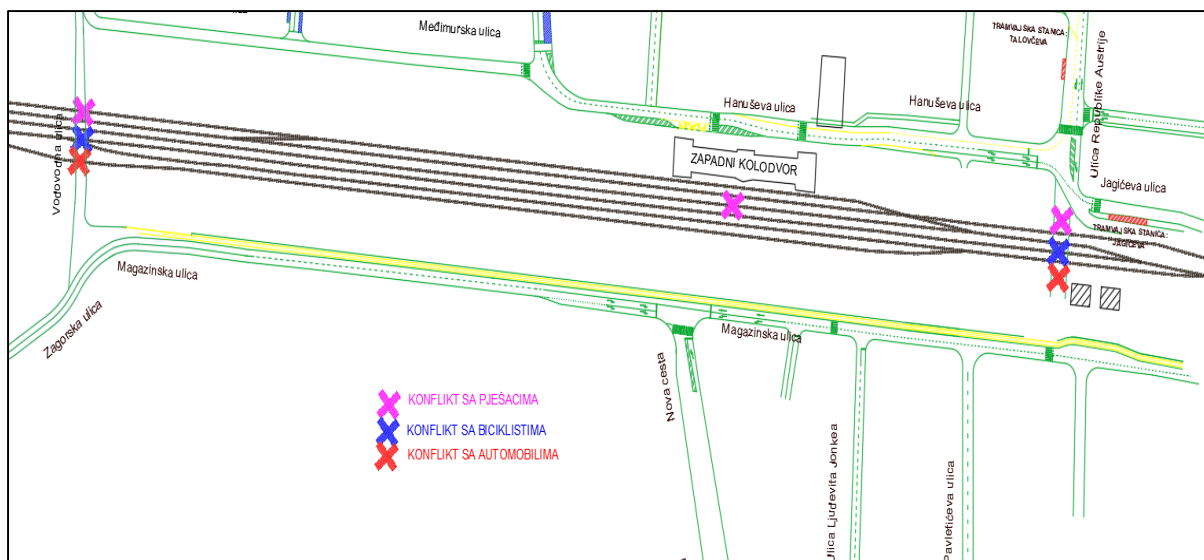 Međimurska ulica
TRAMVAJSKA STANICA:
TALOVČEVA
Ulica Republike Austrije
Hanuševa ulica
Hanuševa ulica
Vodovodna ulica
ZAPADNI KOLODVOR
Jagićeva ulica
TRAMVAJSKA STANICA:
JAGIĆEVA
Magazinska ulica
Zagorska ulica
Magazinska ulica
Nova cesta
KONFLIKT SA PJEŠACIMA
KONFLIKT SA BICIKLISTIMA
KONFLIKT SA AUTOMOBILIMA
Ulica Ljudevita Jonkea
Pavletićeva ulica